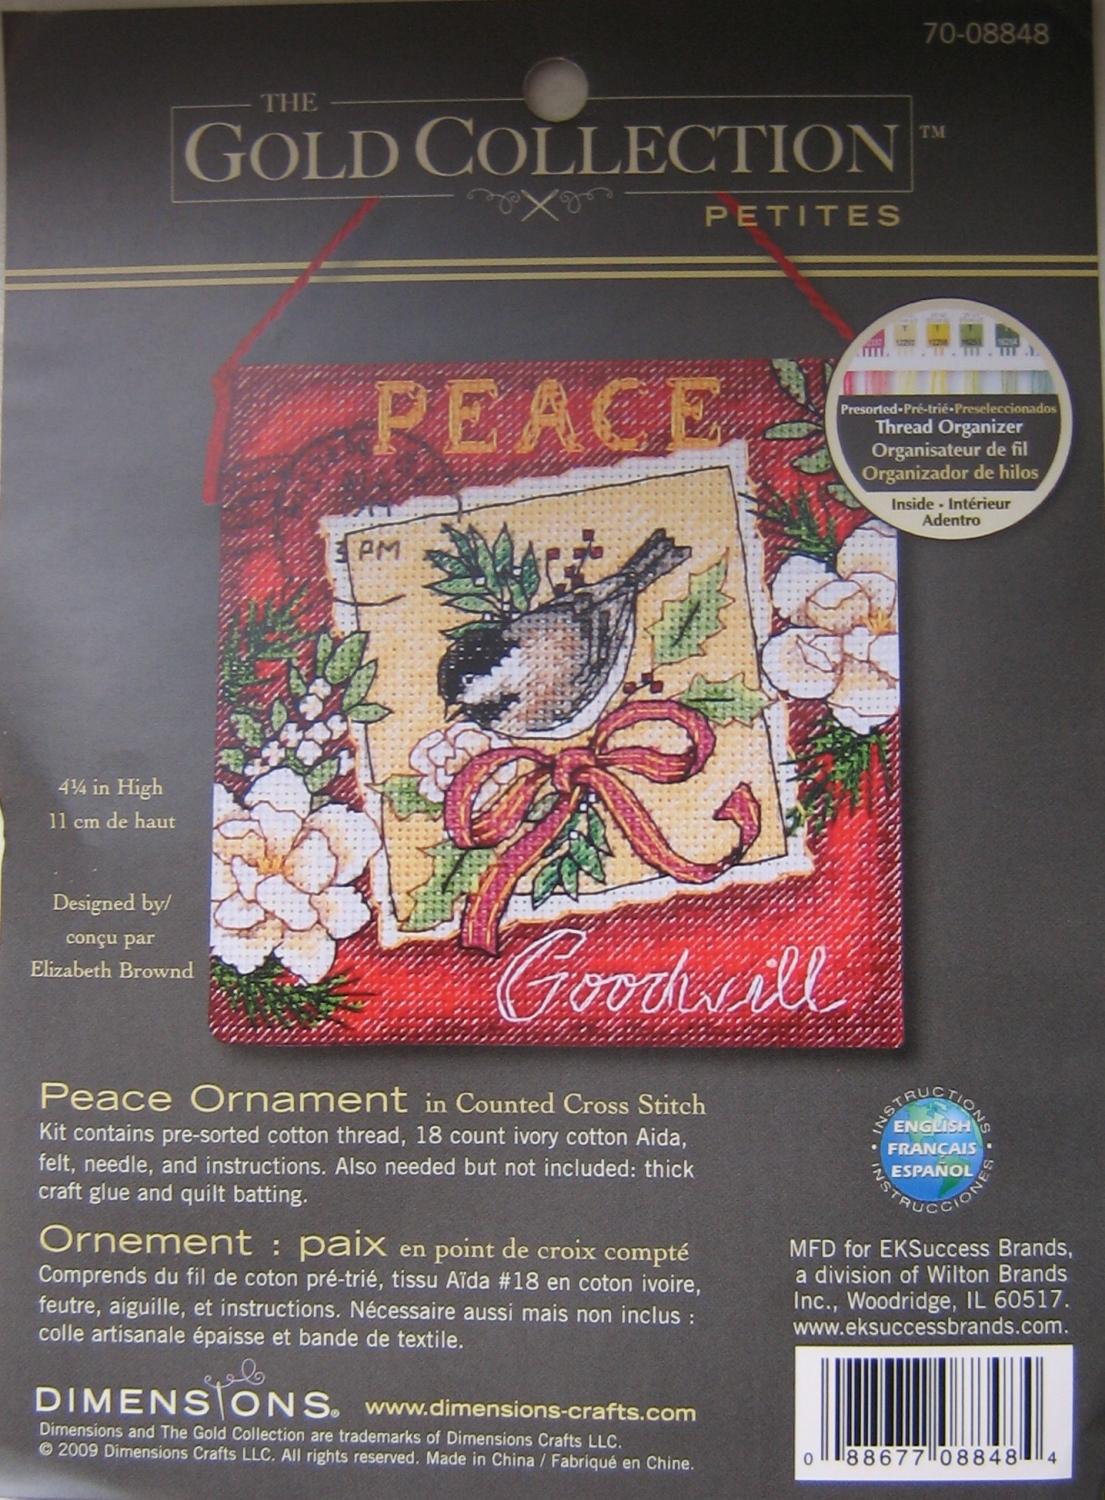 70-08848
THE
GOLD COLLECTION™
PETITES
12292
Presorted•Pré-trié•Preseleccionados
Thread Organizer
Organisateur de fil
Organizador de hilos
Inside • Intérieur
Adentro
PEACE
PM
Goodwill
4¼ in High
11 cm de haut
Designed by/
conçu par
Elizabeth Brownd
Peace Ornament in Counted Cross Stitch
Kit contains pre-sorted cotton thread, 18 count ivory cotton Aida,
felt, needle, and instructions. Also needed but not included: thick
craft glue and quilt batting.
Ornement : paix en point de croix compté
Comprends du fil de coton pré-trié, tissu Aïda #18 en coton ivoire,
feutre, aiguille, et instructions. Nécessaire aussi mais non inclus :
colle artisanale épaisse et bande de textile.
DIMENSIONS® www.dimensions-crafts.com
Dimensions and The Gold Collection are trademarks of Dimensions Crafts LLC.
© 2009 Dimensions Crafts LLC. All rights reserved. Made in China / Fabriqué en Chine.
INSTRUCTIONS
ENGLISH
FRANÇAIS
ESPAÑOL
INSTRUCCIONES
MFD for EKSuccess Brands,
a division of Wilton Brands
Inc., Woodridge, IL 60517.
www.eksuccessbrands.com.
0 88677 08848 4